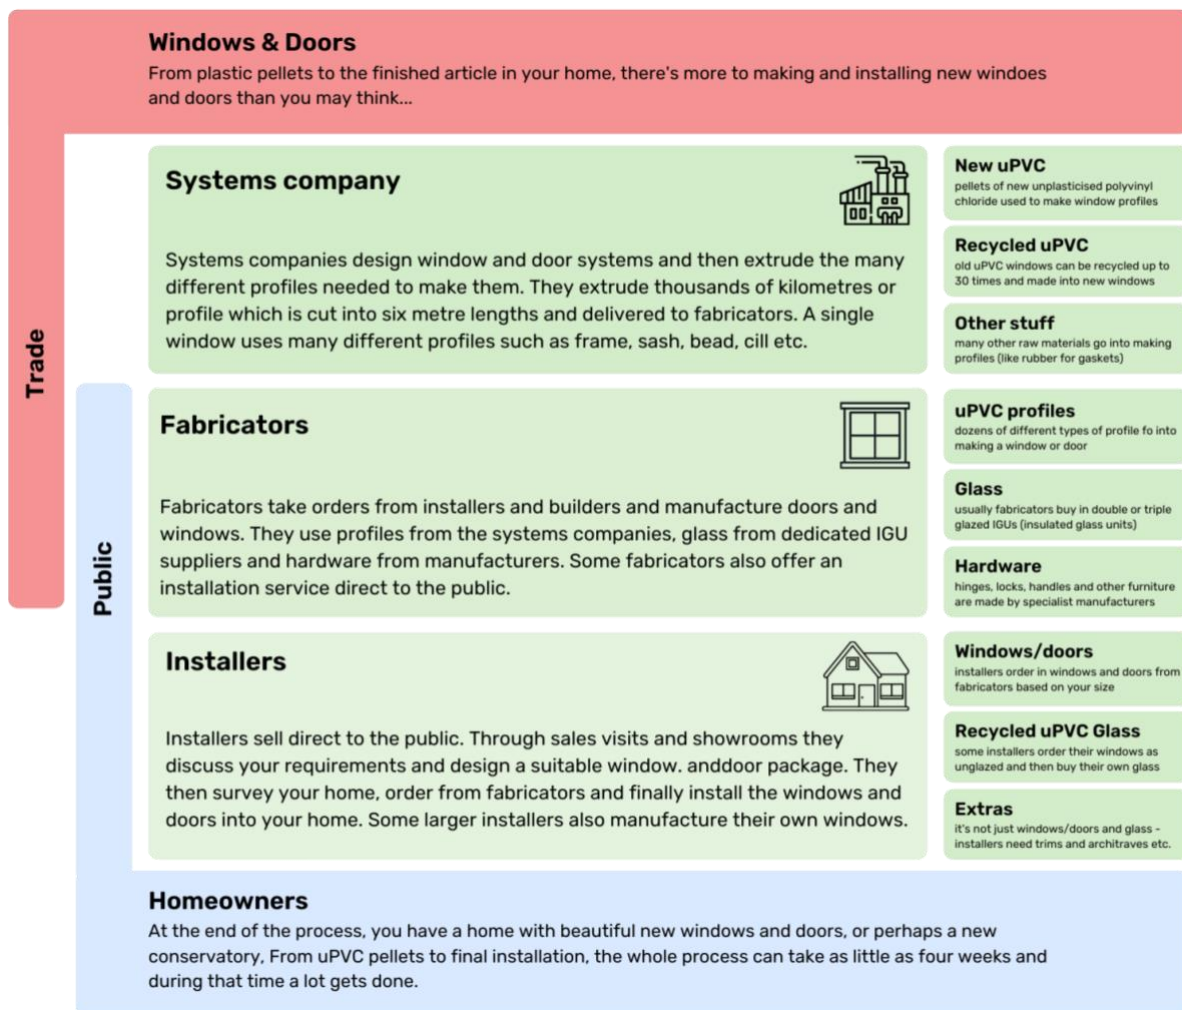 Windows & Doors
From plastic pellets to the finished article in your home, there's more to making and installing new windoes
and doors than you may think...
Trade
Systems company
Systems companies design window and door systems and then extrude the many
different profiles needed to make them. They extrude thousands of kilometres or
profile which is cut into six metre lengths and delivered to fabricators. A single
window uses many different profiles such as frame, sash, bead, cill etc.
New uPVC
pellets of new unplasticised polyvinyl
chloride used to make window profiles
Recycled uPVC
old uPVC windows can be recycled up to
30 times and made into new windows
Other stuff
many other raw materials go into making
profiles (like rubber for gaskets)
Public
Fabricators
Fabricators take orders from installers and builders and manufacture doors and
windows. They use profiles from the systems companies, glass from dedicated IGU
suppliers and hardware from manufacturers. Some fabricators also offer an
installation service direct to the public.
uPVC profiles
dozens of different types of profile fo into
making a window or door
Glass
usually fabricators buy in double or triple
glazed IGUs (insulated glass units)
Hardware
hinges, locks, handles and other furniture
are made by specialist manufacturers
Installers
Installers sell direct to the public. Through sales visits and showrooms they
discuss your requirements and design a suitable window. anddoor package. They
then survey your home, order from fabricators and finally install the windows and
doors into your home. Some larger installers also manufacture their own windows.
Windows/doors
installers order in windows and doors from
fabricators based on your size
Recycled uPVC Glass
some installers order their windows as
unglazed and then buy their own glass
Extras
it's not just windows/doors and glass -
installers need trims and architraves etc.
Homeowners
At the end of the process, you have a home with beautiful new windows and doors, or perhaps a new
conservatory, From uPVC pellets to final installation, the whole process can take as little as four weeks and
during that time a lot gets done.